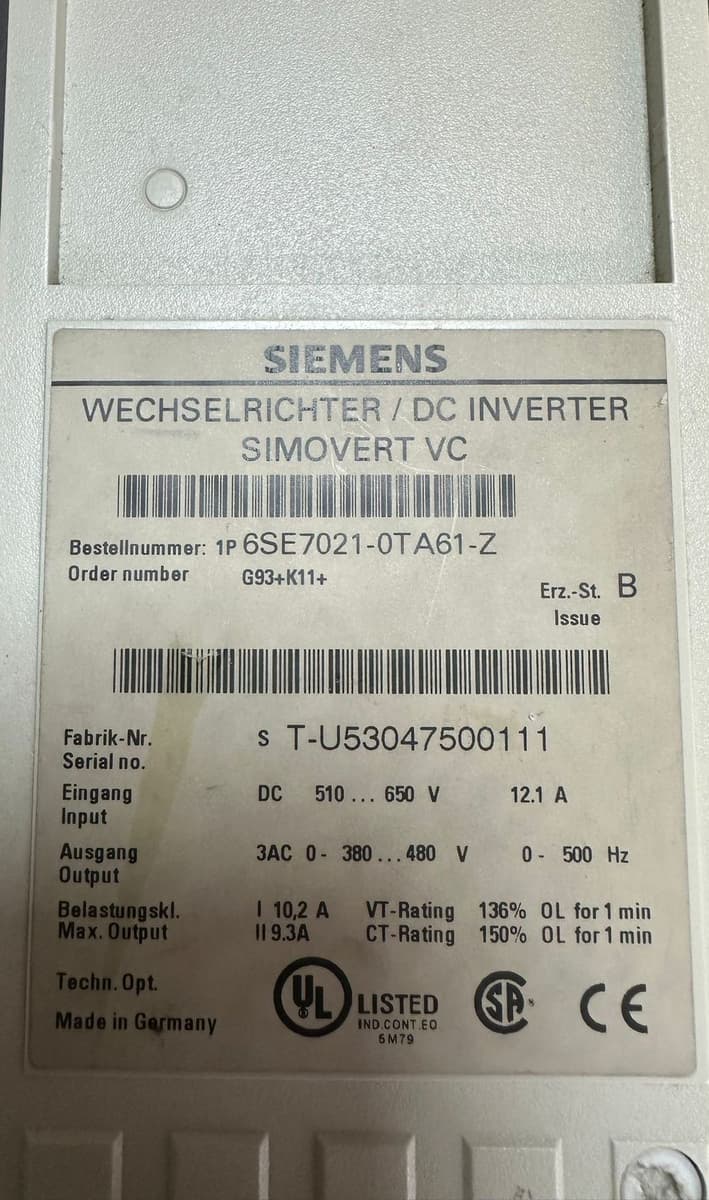 SIEMENS
WECHSELRICHTER / DC INVERTER
SIMOVERT VC
Bestellnummer: 1P 6SE7021-0TA61-Z
Order number G93+K11+
Erz.-St. B
Issue
Fabrik-Nr. S T-U53047500111
Serial no.
Eingang DC 510 ... 650 V 12.1 A
Input
Ausgang 3AC 0- 380 ... 480 V 0 - 500 Hz
Output
Belastungskl. I 10,2 A VT-Rating 136% OL for 1 min
Max. Output II 9.3A CT-Rating 150% OL for 1 min
Techn. Opt.
Made in Germany
UL LISTED
IND.CONT.EQ
5M79
SA
CE